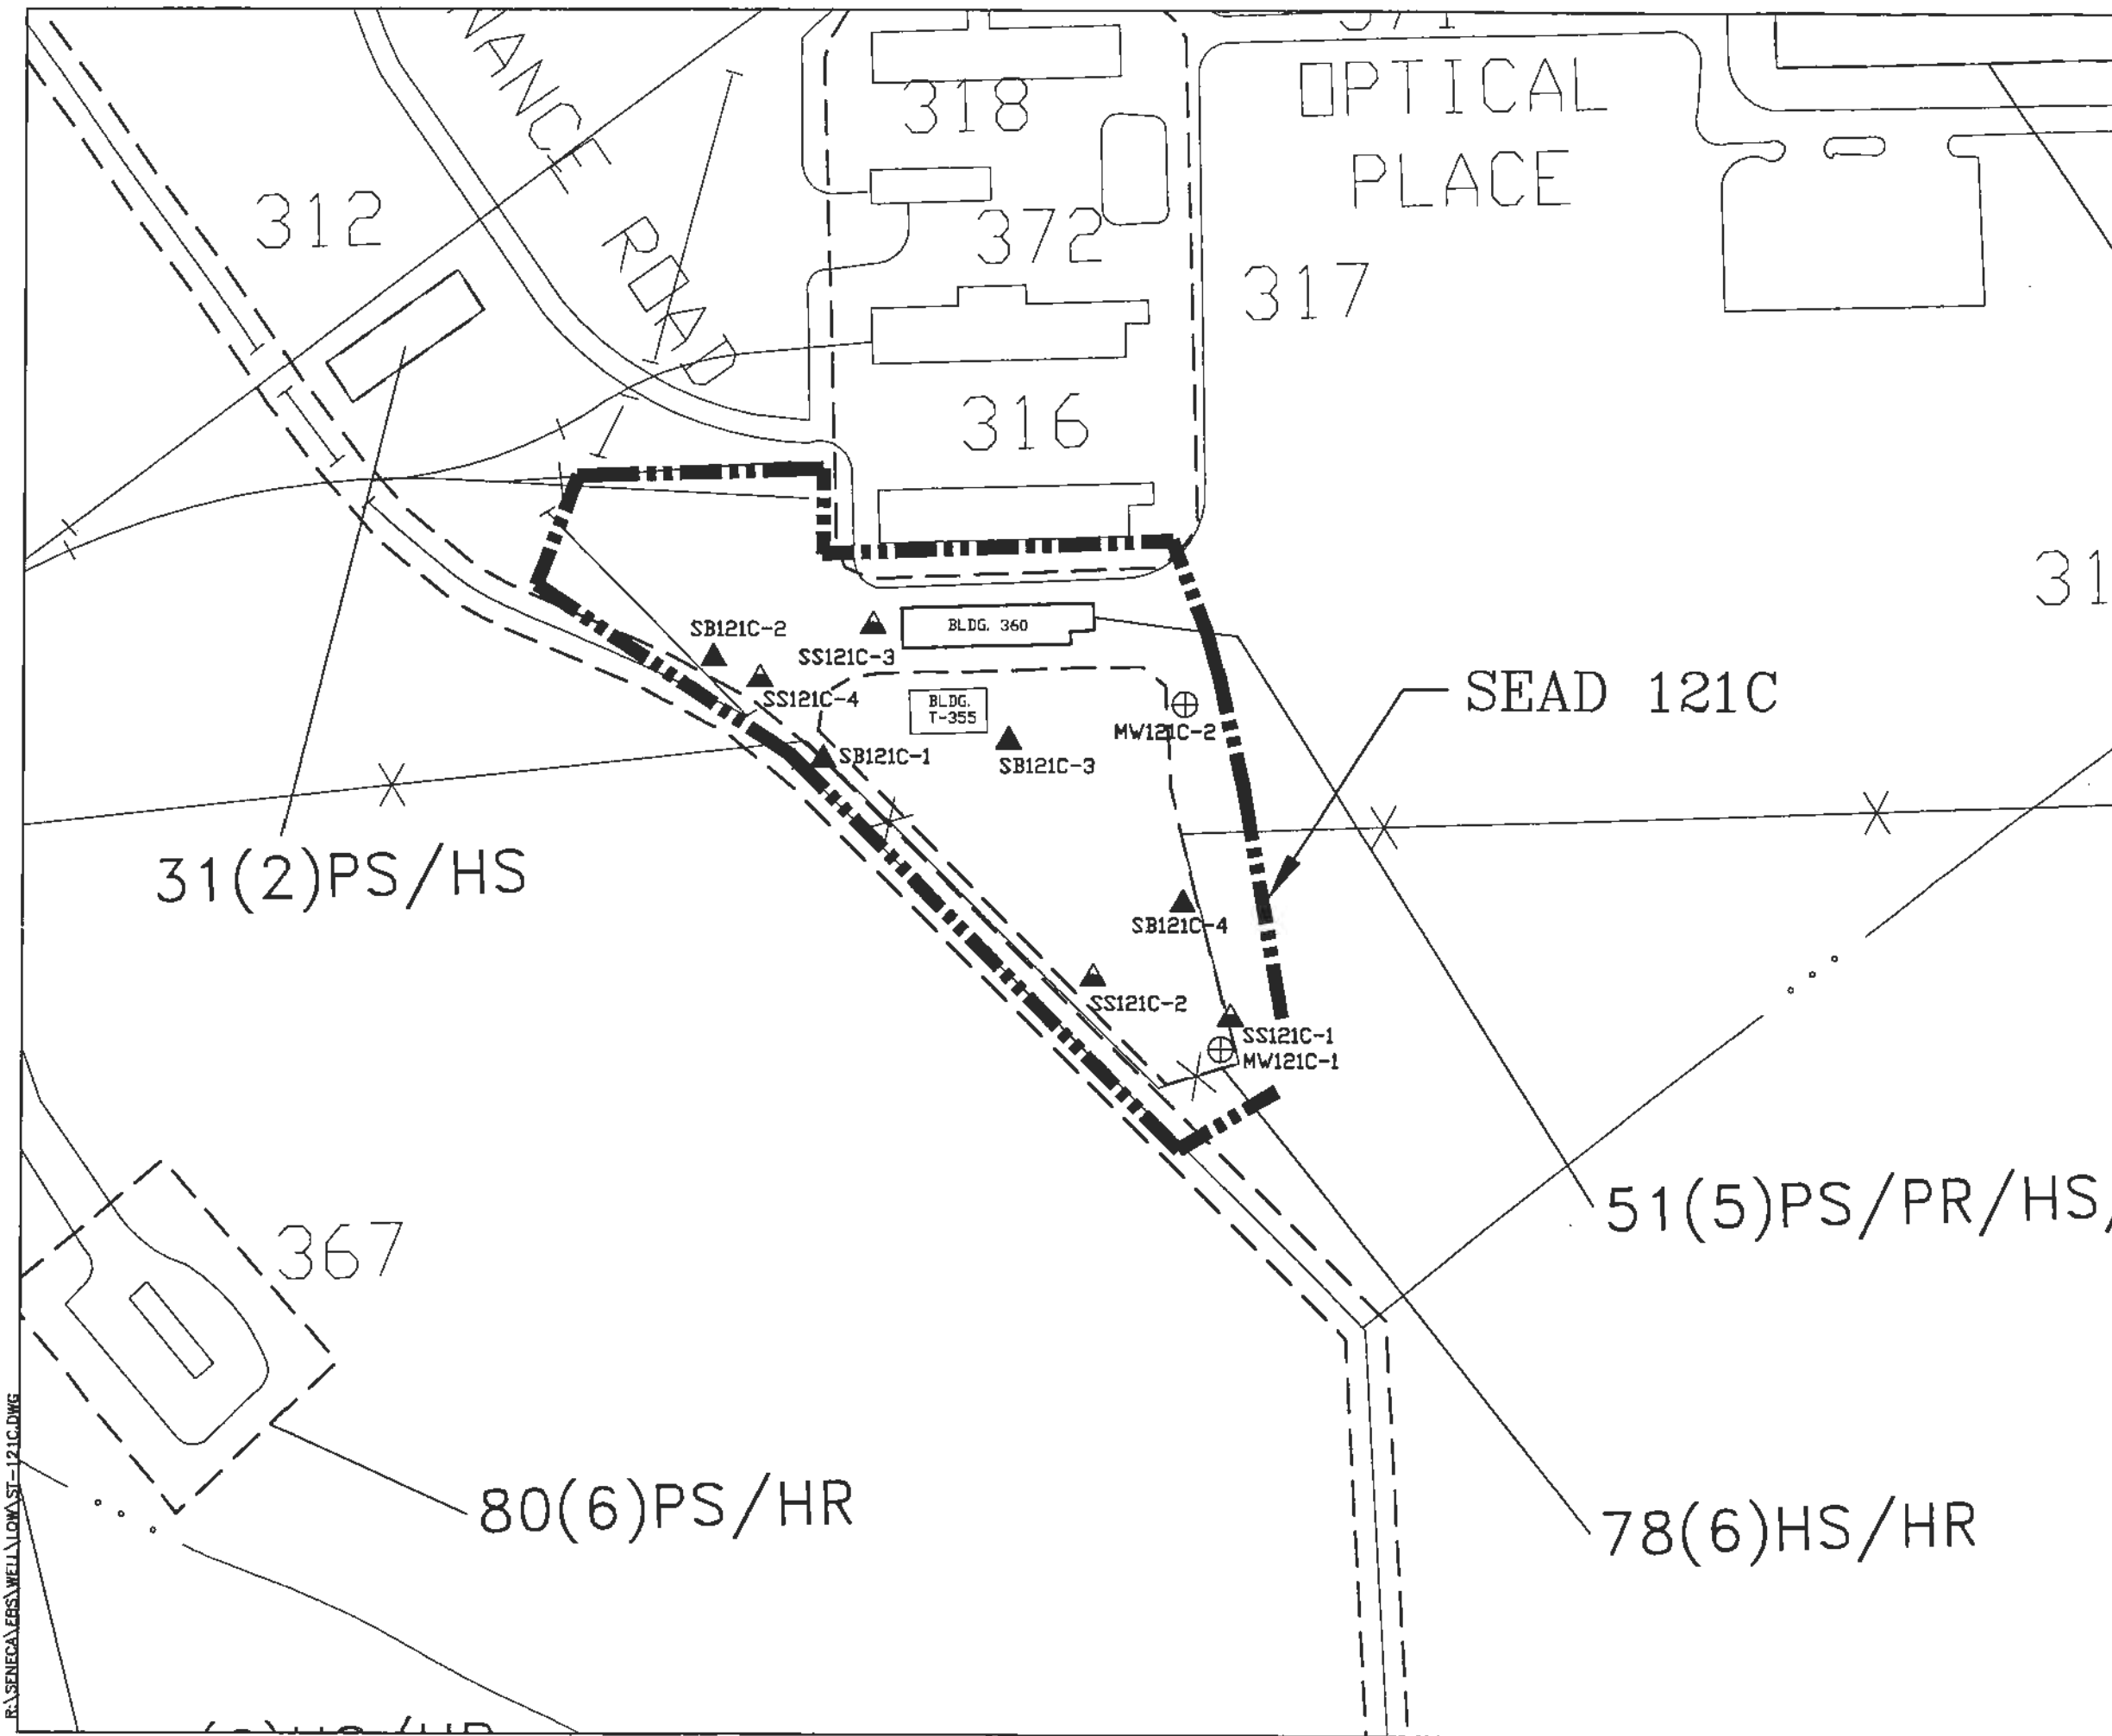 318
OPTICAL
PLACE
312
372
317
ROAD
316
31
BLDG. 360
SB121C-2
SS121C-3
SS121C-4
BLDG.
T-355
MW121C-2
SEAD 121C
SB121C-1
SB121C-3
31(2)PS/HS
SB121C-4
SS121C-2
SS121C-1
MW121C-1
51(5)PS/PR/HS/
367
80(6)PS/HR
78(6)HS/HR
R:\SENECA\EBS\WELL\LOW\ST-121C.DWG